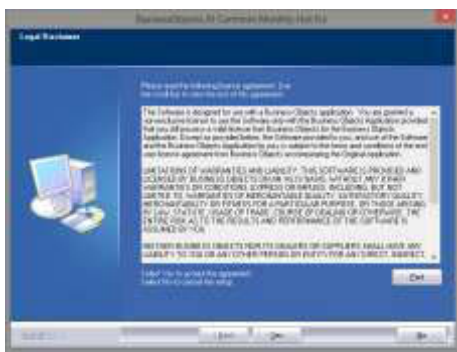 BusinessObjects XI Common Monthly Hot Fix
Legal Disclaimer
Please read the following license agreement. Use
the scroll bar to view the rest of this agreement.
The Software is designed for use with a Business Objects application. You are granted a
non-exclusive license to use the Software only with the Business Objects Application provided
that you still possess a valid license from Business Objects for the Business Objects
Application. Except as provided below, the Software provided to you, and use of the Software
and the Business Objects Application by you, is subject to the terms and conditions of the end
user license agreement from Business Objects accompanying the Original application.
LIMITATIONS OF WARRANTIES AND LIABILITY. THIS SOFTWARE IS PROVIDED AND
LICENSED BY BUSINESS OBJECTS ON AN "AS IS" BASIS, WITHOUT ANY OTHER
WARRANTIES OR CONDITIONS, EXPRESS OR IMPLIED, INCLUDING, BUT NOT
LIMITED TO, WARRANTIES OF MERCHANTABLE QUALITY, SATISFACTORY QUALITY,
MERCHANTABILITY OR FITNESS FOR A PARTICULAR PURPOSE, OR THOSE ARISING
BY LAW, STATUTE, USAGE OF TRADE, COURSE OF DEALING OR OTHERWISE. THE
ENTIRE RISK AS TO THE RESULTS AND PERFORMANCE OF THE SOFTWARE IS
ASSUMED BY YOU.
NEITHER BUSINESS OBJECTS NOR ITS DEALERS OR SUPPLIERS SHALL HAVE ANY
LIABILITY TO YOU OR ANY OTHER PERSON OR ENTITY FOR ANY INDIRECT,
Select Yes to accept the agreement.
Select No to cancel the setup.
Print
Yes
No